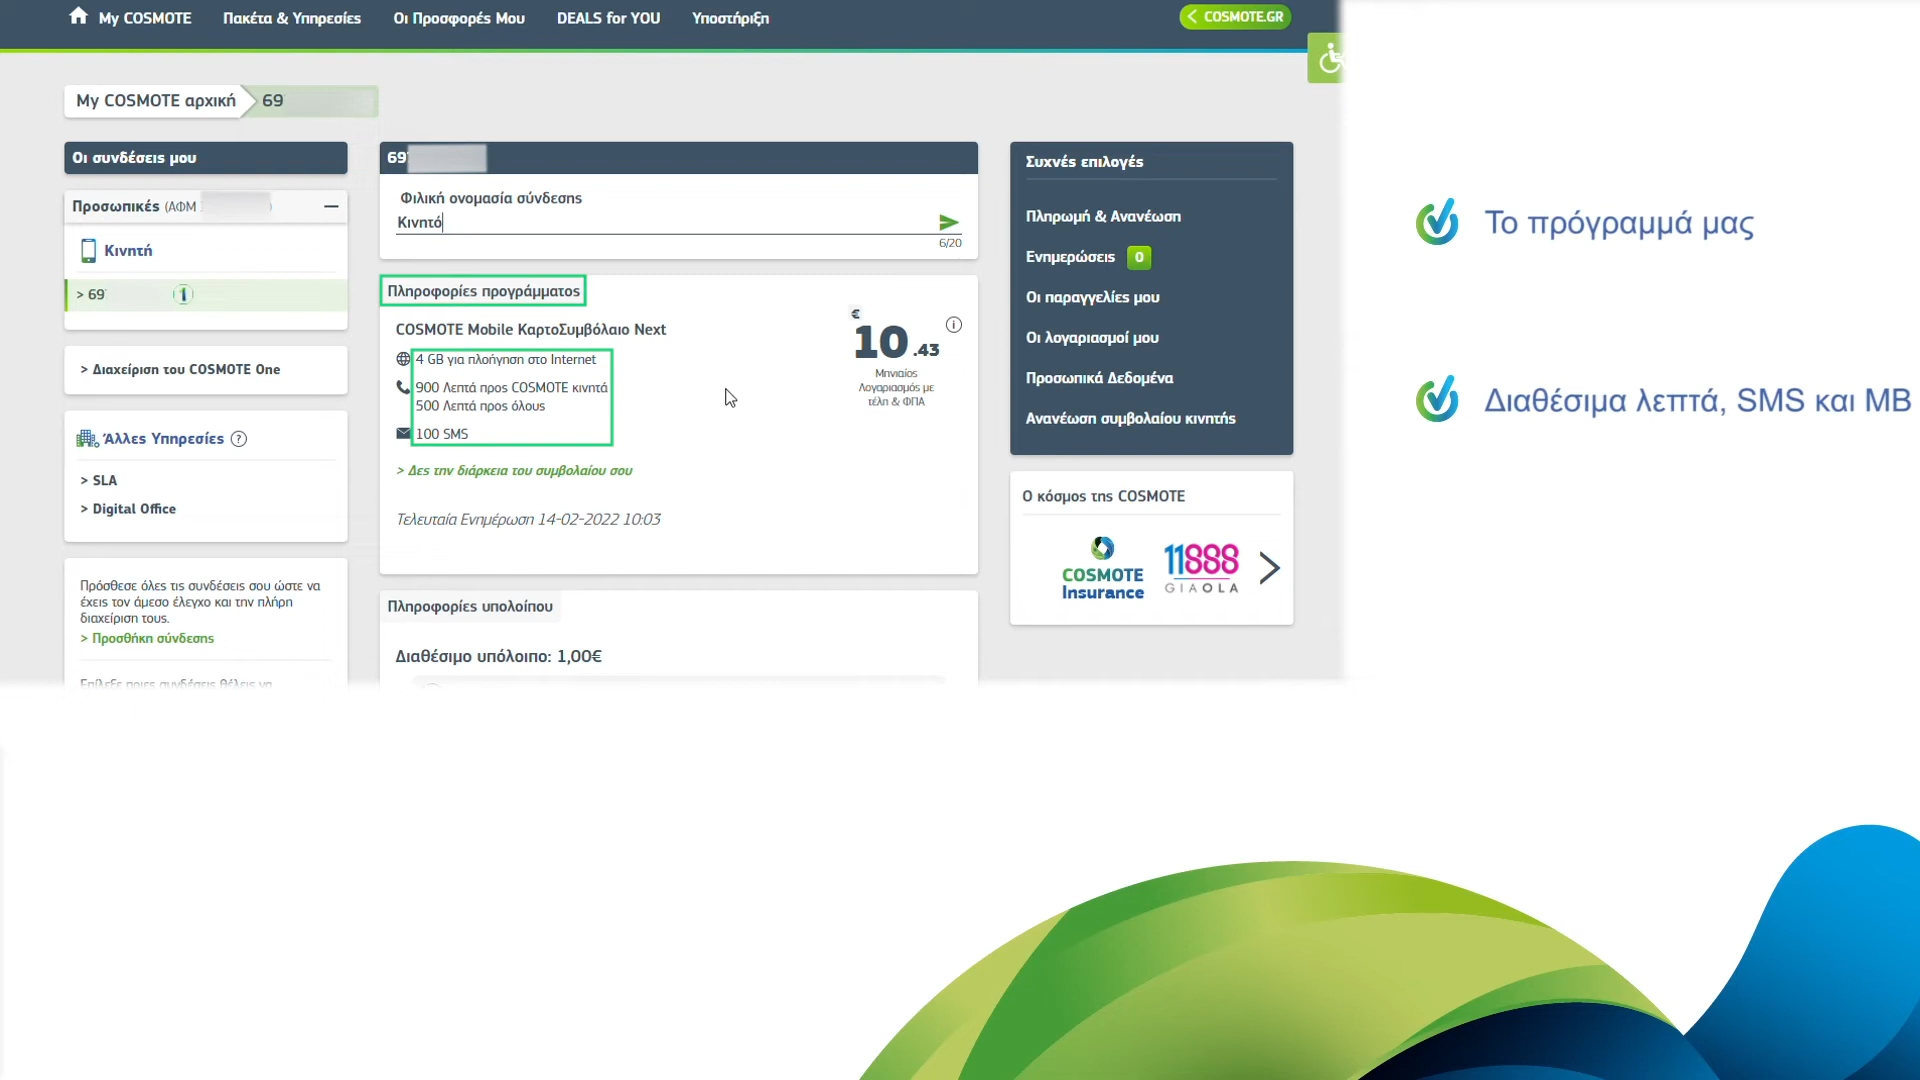 My COSMOTE
Πακέτα & Υπηρεσίες
Οι Προσφορές Μου
DEALS for YOU
Υποστήριξη
COSMOTE.GR
My COSMOTE αρχική
69
Οι συνδέσεις μου
Προσωπικές (ΑΦΜ
Κινητή
> 69
1
> Διαχείριση του COSMOTE One
Άλλες Υπηρεσίες ?
> SLA
> Digital Office
Πρόσθεσε όλες τις συνδέσεις σου ώστε να
έχεις τον άμεσο έλεγχο και την πλήρη
διαχείριση τους.
> Προσθήκη σύνδεσης
69
Φιλική ονομασία σύνδεσης
Κινητό
6/20
Πληροφορίες προγράμματος
COSMOTE Mobile ΚαρτοΣυμβόλαιο Next
4 GB για πλοήγηση στο Internet
900 Λεπτά προς COSMOTE κινητά
500 Λεπτά προς όλους
100 SMS
> Δες την διάρκεια του συμβολαίου σου
Τελευταία Ενημέρωση 14-02-2022 10:03
€
10.43
Μηνιαίος
Λογαριασμός με
τέλη & ΦΠΑ
Πληροφορίες υπολοίπου
Διαθέσιμο υπόλοιπο: 1,00€
Συχνές επιλογές
Πληρωμή & Ανανέωση
Ενημερώσεις 0
Οι παραγγελίες μου
Οι λογαριασμοί μου
Προσωπικά Δεδομένα
Ανανέωση συμβολαίου κινητής
Ο κόσμος της COSMOTE
COSMOTE
Insurance
11888
GIAOLA
Το πρόγραμμά μας
Διαθέσιμα λεπτά, SMS και MB